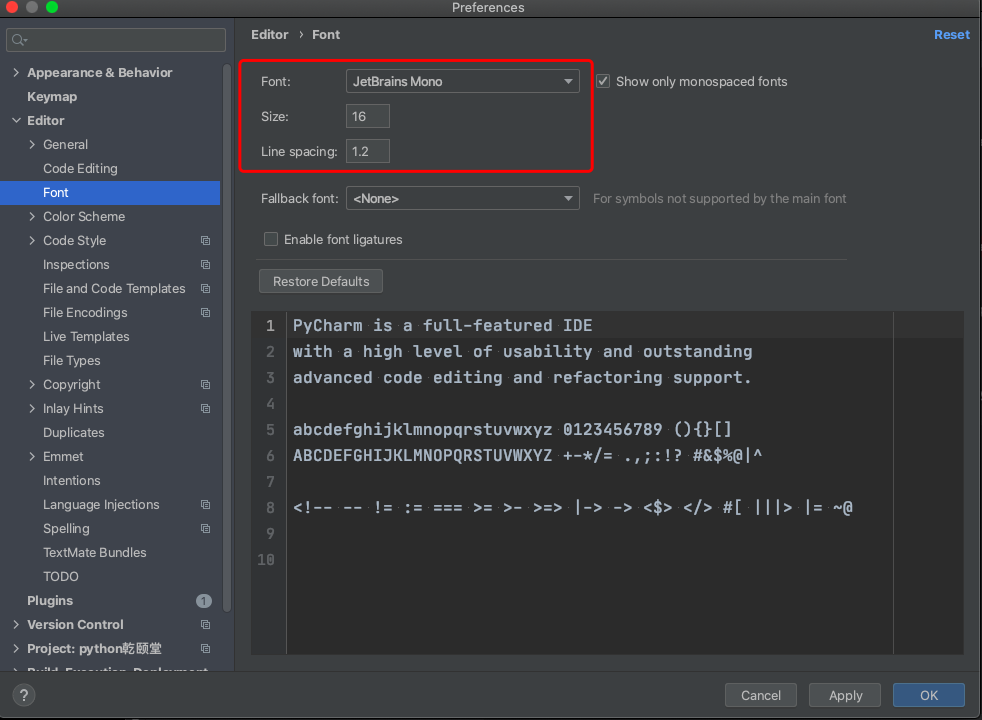 Preferences
Editor › Font
Reset
Appearance & Behavior
Keymap
Editor
General
Code Editing
Font
Color Scheme
Code Style
Inspections
File and Code Templates
File Encodings
Live Templates
File Types
Copyright
Inlay Hints
Duplicates
Emmet
Intentions
Language Injections
Spelling
TextMate Bundles
TODO
Plugins 1
Version Control
Project: python乾颐堂
Build, Execution, Deployment
Font: JetBrains Mono
Show only monospaced fonts
Size: 16
Line spacing: 1.2
Fallback font: <None> For symbols not supported by the main font
Enable font ligatures
Restore Defaults
1 PyCharm is a full-featured IDE
2 with a high level of usability and outstanding
3 advanced code editing and refactoring support.
4
5 abcdefghijklmnopqrstuvwxyz 0123456789 (){}[]
6 ABCDEFGHIJKLMNOPQRSTUVWXYZ +-*/= .,;:!? #&$%@|^
7
8 <!-- -- != := === >= >- >=> |-> -> <$> </> #[ |||> |= ~@
9
10
?
Cancel
Apply
OK